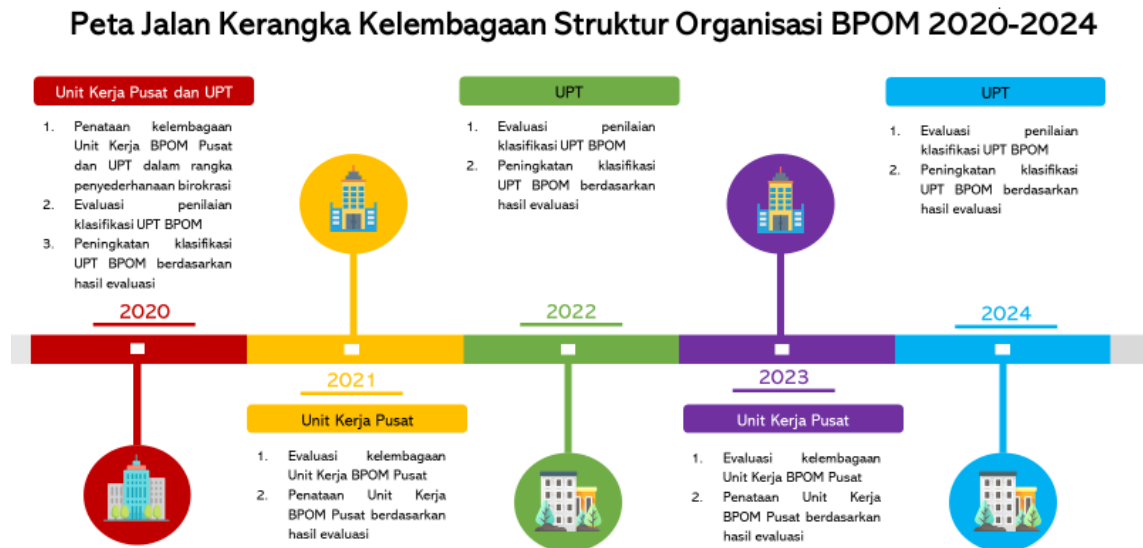 Peta Jalan Kerangka Kelembagaan Struktur Organisasi BPOM 2020-2024
Unit Kerja Pusat dan UPT
1. Penataan kelembagaan
Unit Kerja BPOM Pusat
dan UPT dalam rangka
penyederhanaan birokrasi
2. Evaluasi penilaian
klasifikasi UPT BPOM
3. Peningkatan klasifikasi
UPT BPOM berdasarkan
hasil evaluasi
2020
2021
Unit Kerja Pusat
1. Evaluasi kelembagaan
Unit Kerja BPOM Pusat
2. Penataan Unit Kerja
BPOM Pusat berdasarkan
hasil evaluasi
UPT
1. Evaluasi penilaian
klasifikasi UPT BPOM
2. Peningkatan klasifikasi
UPT BPOM berdasarkan
hasil evaluasi
2022
2023
Unit Kerja Pusat
1. Evaluasi kelembagaan
Unit Kerja BPOM Pusat
2. Penataan Unit Kerja
BPOM Pusat berdasarkan
hasil evaluasi
UPT
1. Evaluasi penilaian
klasifikasi UPT BPOM
2. Peningkatan klasifikasi
UPT BPOM berdasarkan
hasil evaluasi
2024